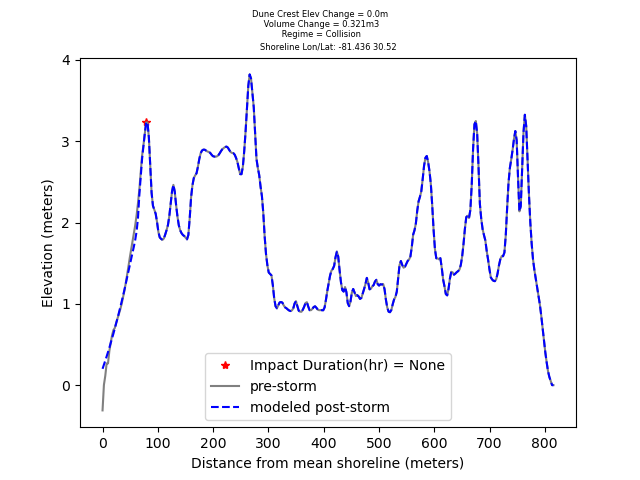 Dune Crest Elev Change = 0.0m
Volume Change = 0.321m3
Regime = Collision
Shoreline Lon/Lat: -81.436 30.52
4
3
2
1
0
Elevation (meters)
Impact Duration(hr) = None
pre-storm
modeled post-storm
0 100 200 300 400 500 600 700 800
Distance from mean shoreline (meters)